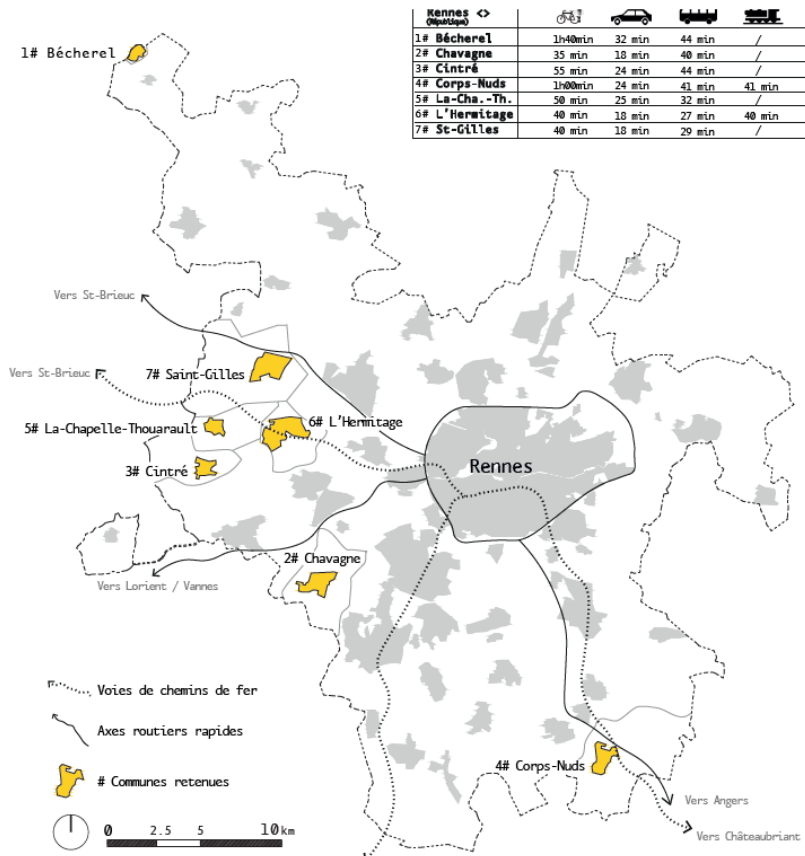 Rennes <>
(République)
1# Bécherel 1h40min 32 min 44 min /
2# Chavagne 35 min 18 min 40 min /
3# Cintré 55 min 24 min 44 min /
4# Corps-Nuds 1h00min 24 min 41 min 41 min
5# La-Cha.-Th. 50 min 25 min 32 min /
6# L'Hermitage 40 min 18 min 27 min 40 min
7# St-Gilles 40 min 18 min 29 min /
1# Bécherel
Vers St-Brieuc
Vers St-Brieuc
7# Saint-Gilles
6# L'Hermitage
5# La-Chapelle-Thouarault
3# Cintré
Rennes
2# Chavagne
Vers Lorient / Vannes
Voies de chemins de fer
Axes routiers rapides
# Communes retenues
4# Corps-Nuds
Vers Angers
Vers Châteaubriant
0 2.5 5 10km